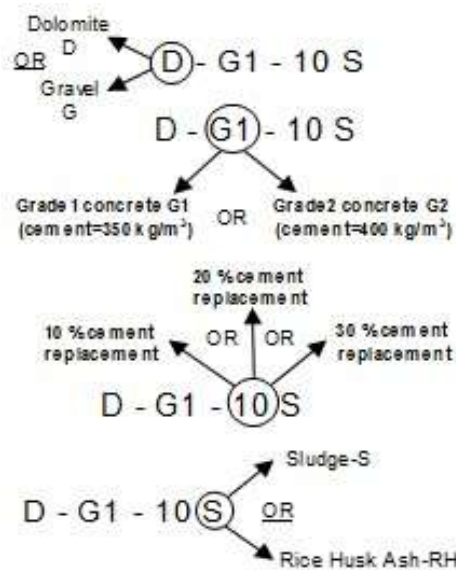 Dolomite
D
OR
Gravel
G
D - G1 - 10 S
D - G1 - 10 S
Grade1 concrete G1
(cement=350 kg/m³)
OR
Grade2 concrete G2
(cement=400 kg/m³)
20 %cement
replacement
10 %cement
replacement
OR OR
30 %cement
replacement
D - G1 - 10 S
Sludge-S
D - G1 - 10 S
OR
Rice Husk Ash-RH